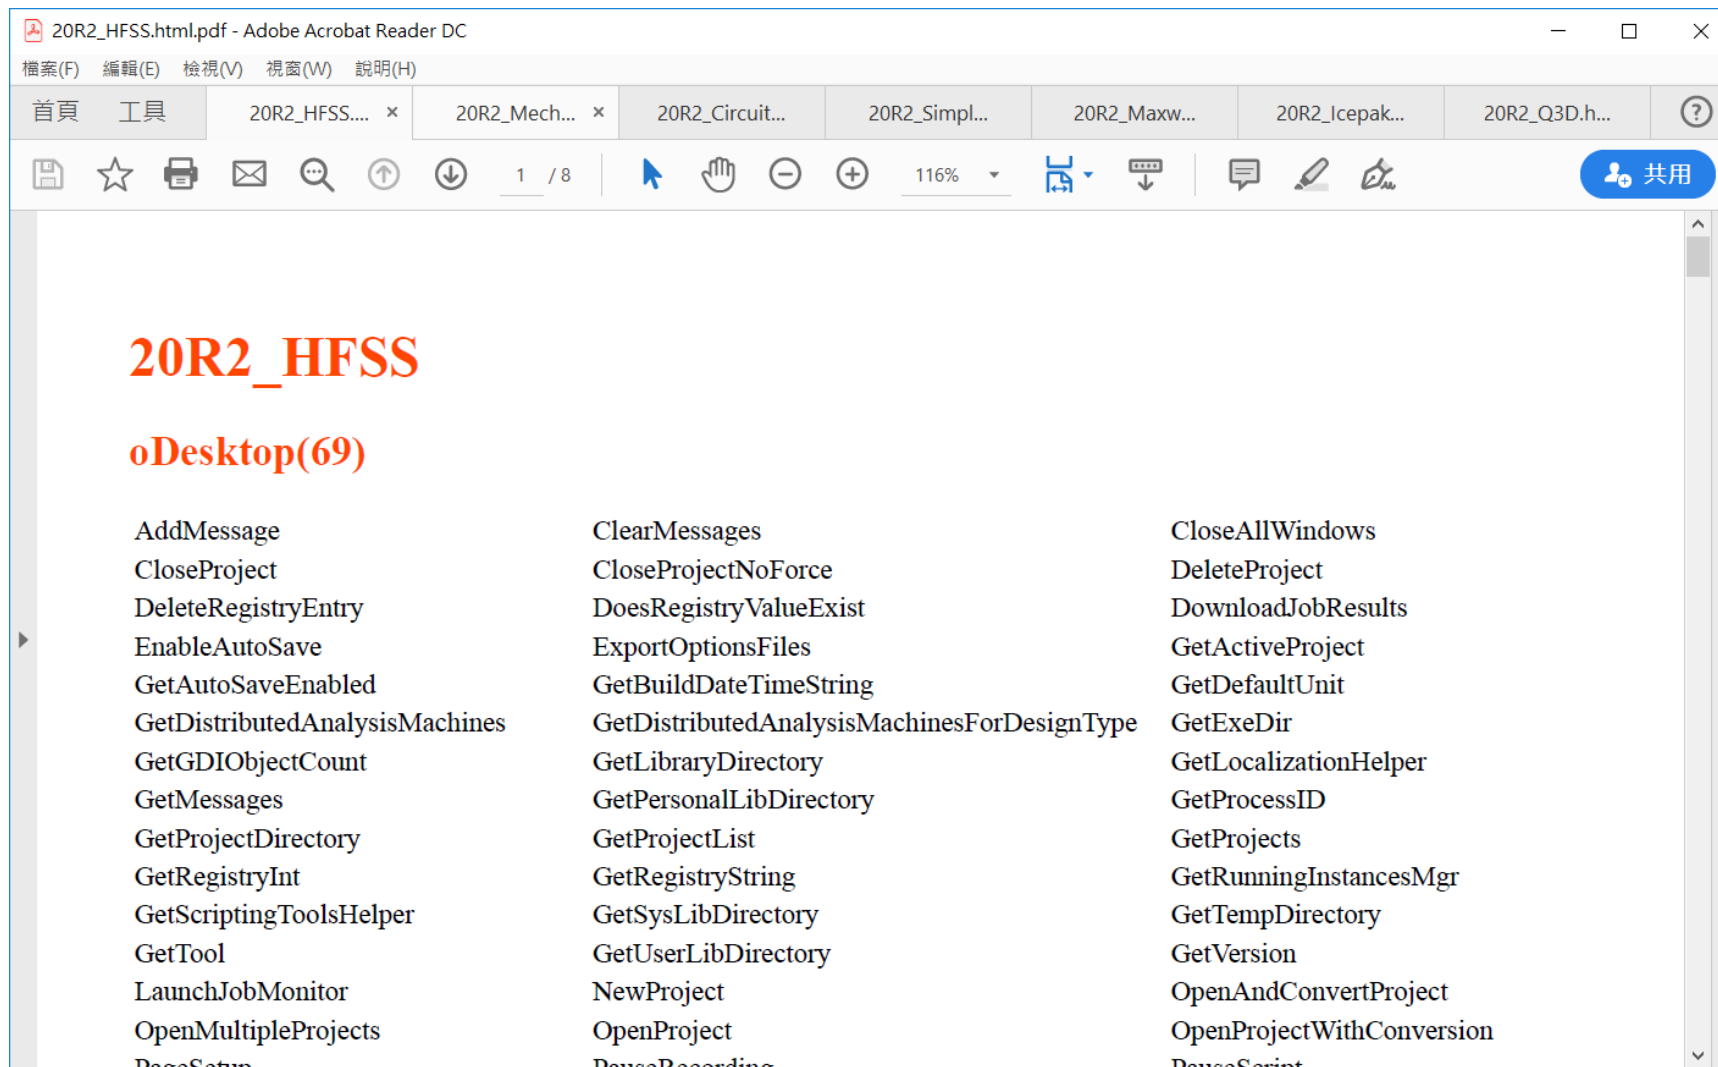 20R2_HFSS.html.pdf - Adobe Acrobat Reader DC
檔案(F) 編輯(E) 檢視(V) 視窗(W) 說明(H)
首頁 工具 20R2_HFSS.... × 20R2_Mech... × 20R2_Circuit... 20R2_Simpl... 20R2_Maxw... 20R2_Icepak... 20R2_Q3D.h...
1 / 8 116% 共用
20R2_HFSS
oDesktop(69)
AddMessage ClearMessages CloseAllWindows
CloseProject CloseProjectNoForce DeleteProject
DeleteRegistryEntry DoesRegistryValueExist DownloadJobResults
EnableAutoSave ExportOptionsFiles GetActiveProject
GetAutoSaveEnabled GetBuildDateTimeString GetDefaultUnit
GetDistributedAnalysisMachines GetDistributedAnalysisMachinesForDesignType GetExeDir
GetGDIObjectCount GetLibraryDirectory GetLocalizationHelper
GetMessages GetPersonalLibDirectory GetProcessID
GetProjectDirectory GetProjectList GetProjects
GetRegistryInt GetRegistryString GetRunningInstancesMgr
GetScriptingToolsHelper GetSysLibDirectory GetTempDirectory
GetTool GetUserLibDirectory GetVersion
LaunchJobMonitor NewProject OpenAndConvertProject
OpenMultipleProjects OpenProject OpenProjectWithConversion
PageSetup PauseRecording PauseScript